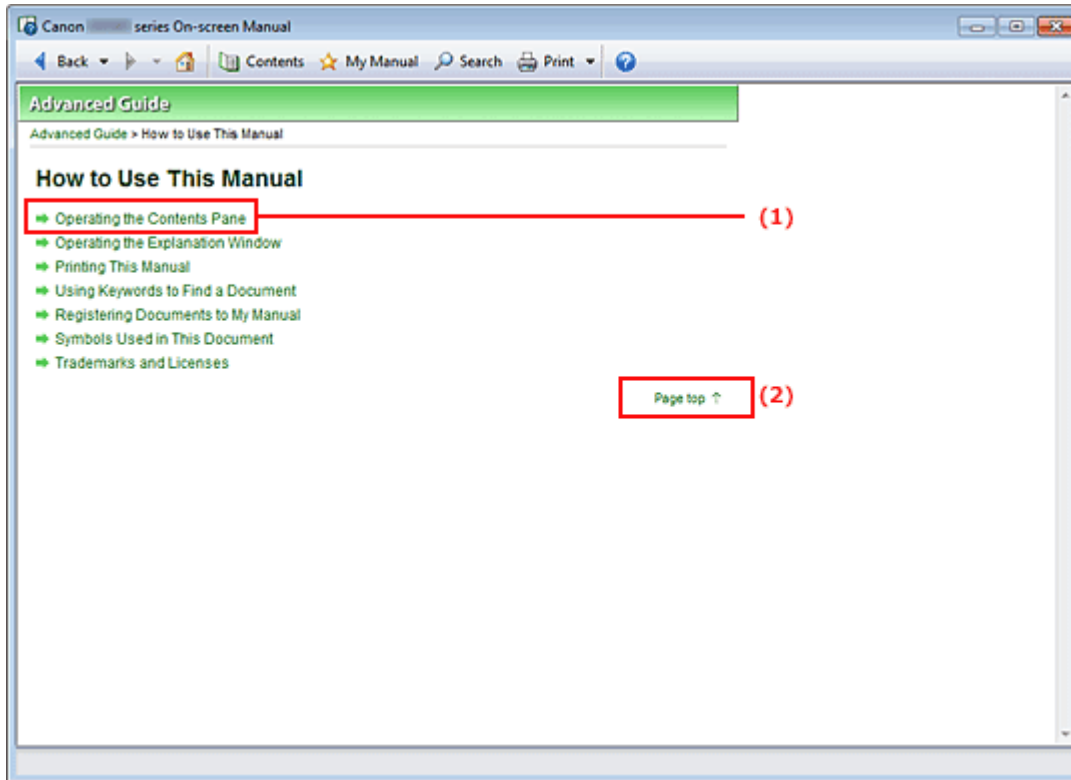 Canon series On-screen Manual
Back Contents My Manual Search Print
Advanced Guide
Advanced Guide > How to Use This Manual
How to Use This Manual
Operating the Contents Pane (1)
Operating the Explanation Window
Printing This Manual
Using Keywords to Find a Document
Registering Documents to My Manual
Symbols Used in This Document
Trademarks and Licenses
Page top ↑ (2)